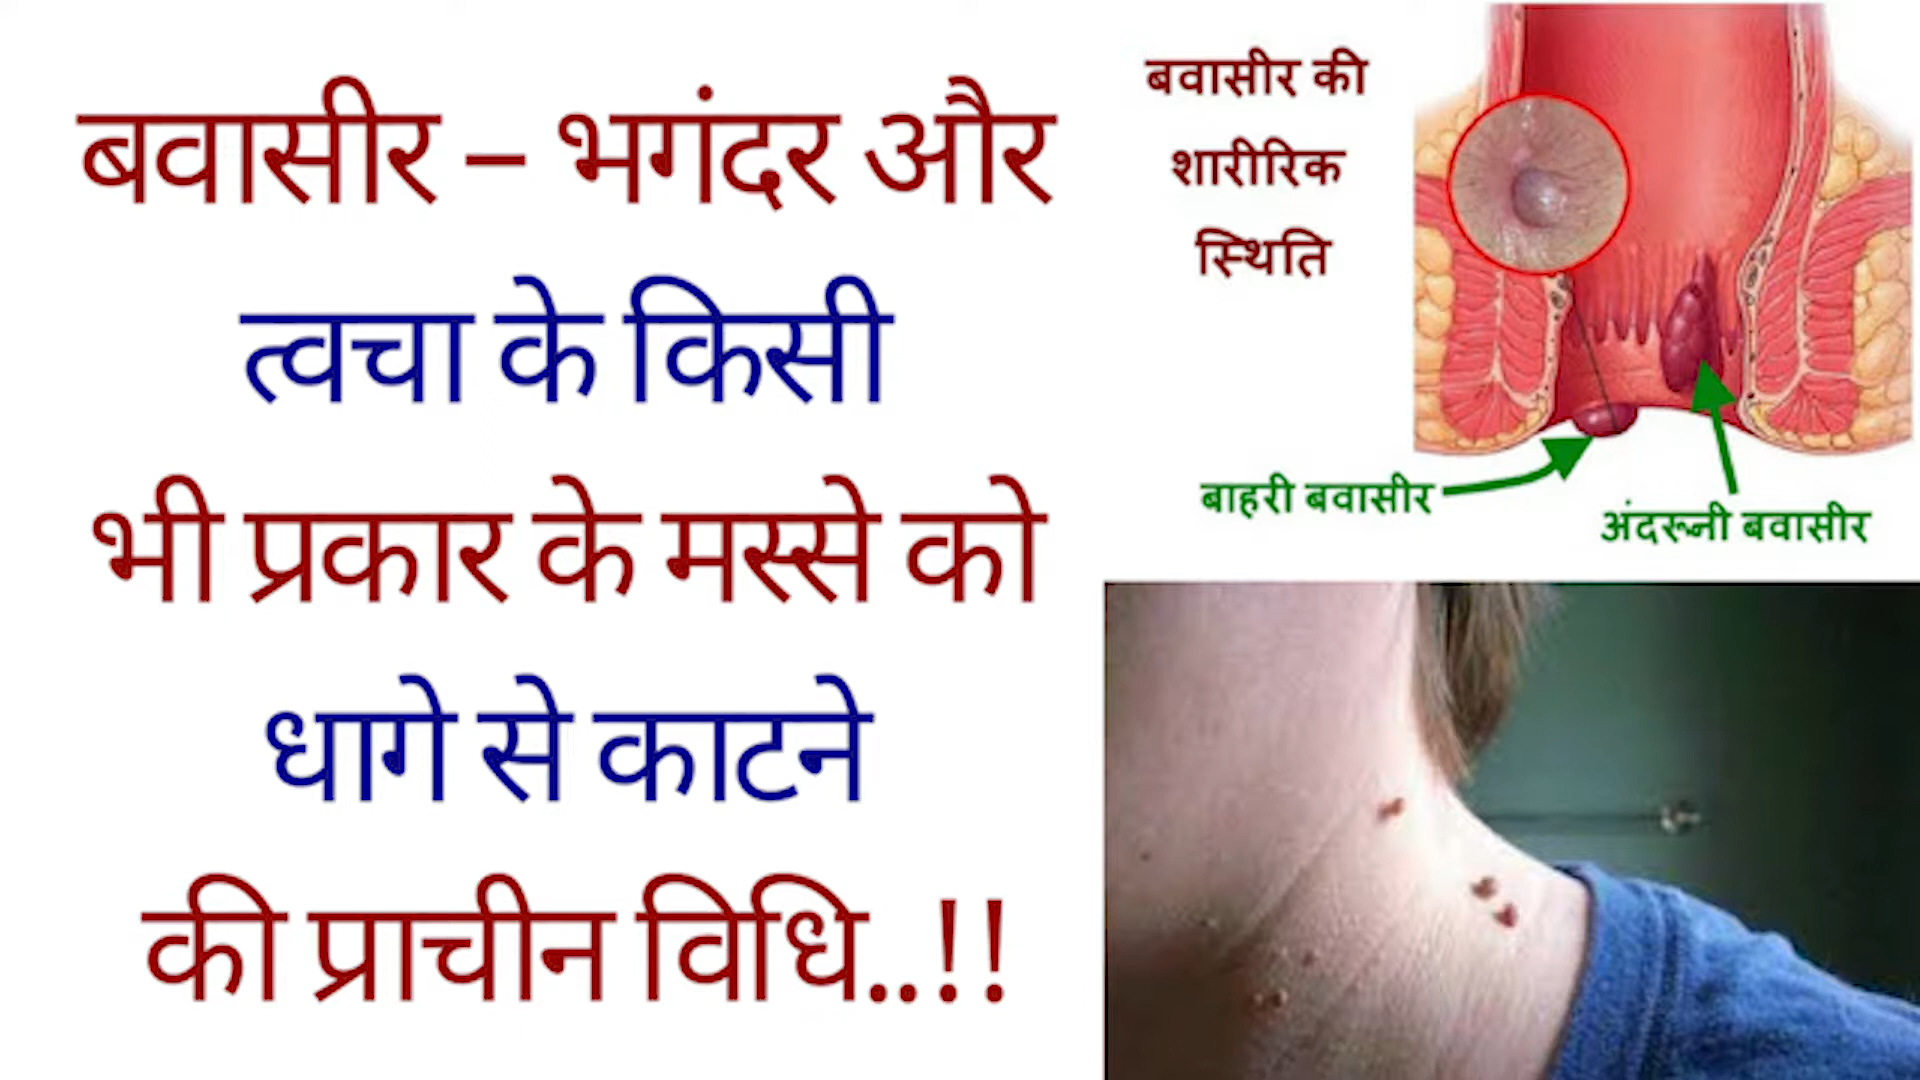 बवासीर – भगंदर और
त्वचा के किसी
भी प्रकार के मस्से को
धागे से काटने
की प्राचीन विधि..!!
बवासीर की
शारीरिक
स्थिति
बाहरी बवासीर
अंदरूनी बवासीर